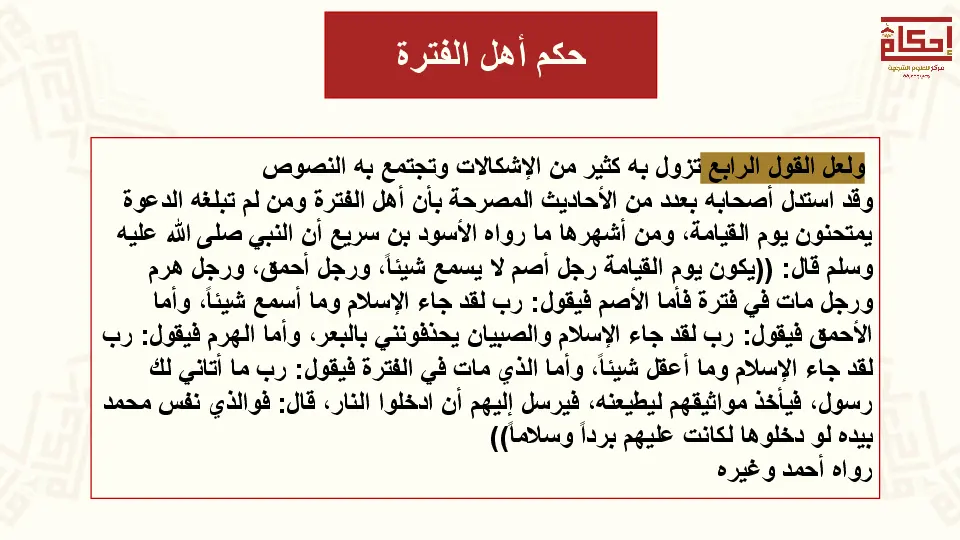 إحكام
مركز للعلوم الشرعية
حكم أهل الفترة
ولعل القول الرابع تزول به كثير من الإشكالات وتجتمع به النصوص
وقد استدل أصحابه بعدد من الأحاديث المصرحة بأن أهل الفترة ومن لم تبلغه الدعوة
يمتحنون يوم القيامة، ومن أشهرها ما رواه الأسود بن سريع أن النبي صلى الله عليه
وسلم قال: ((يكون يوم القيامة رجل أصم لا يسمع شيئاً، ورجل أحمق، ورجل هرم
ورجل مات في فترة فأما الأصم فيقول: رب لقد جاء الإسلام وما أسمع شيئاً، وأما
الأحمق فيقول: رب لقد جاء الإسلام والصبيان يحذفونني بالبعر، وأما الهرم فيقول: رب
لقد جاء الإسلام وما أعقل شيئاً، وأما الذي مات في الفترة فيقول: رب ما أتاني لك
رسول، فيأخذ مواثيقهم ليطيعنه، فيرسل إليهم أن ادخلوا النار، قال: فوالذي نفس محمد
بيده لو دخلوها لكانت عليهم برداً وسلاماً))
رواه أحمد وغيره